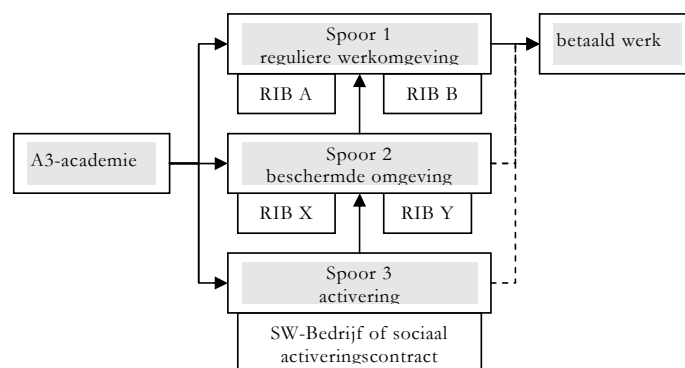 Spoor 1
reguliere werkomgeving
betaald werk
RIB A
RIB B
A3-academie
Spoor 2
beschermde omgeving
RIB X
RIB Y
Spoor 3
activering
SW-Bedrijf of sociaal
activeringscontract